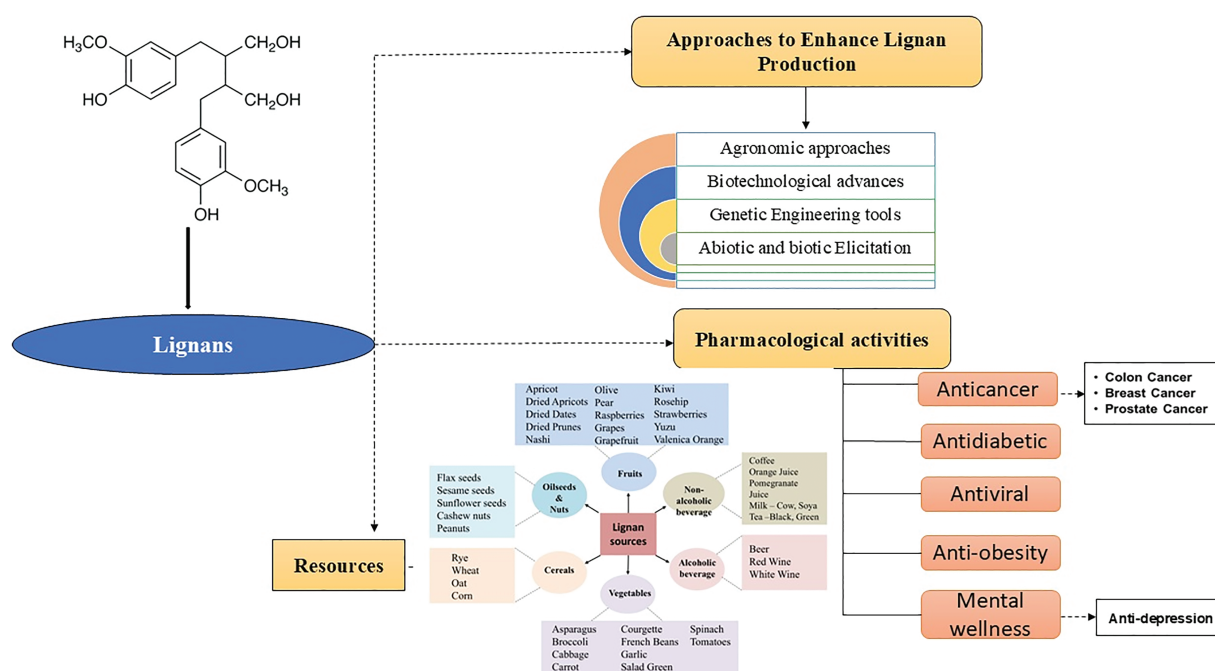 H₃CO
CH₂OH
HO
CH₂OH
OCH₃
OH
Lignans
Approaches to Enhance Lignan
Production
Agronomic approaches
Biotechnological advances
Genetic Engineering tools
Abiotic and biotic Elicitation
Pharmacological activities
Anticancer
• Colon Cancer
• Breast Cancer
• Prostate Cancer
Antidiabetic
Antiviral
Anti-obesity
Mental
wellness
Anti-depression
Resources
Lignan
sources
Fruits
Apricot
Dried Apricots
Dried Dates
Dried Prunes
Nashi
Olive
Pear
Raspberries
Grapes
Grapefruit
Kiwi
Rosehip
Strawberries
Yuzu
Valenica Orange
Oilseeds
&
Nuts
Flax seeds
Sesame seeds
Sunflower seeds
Cashew nuts
Peanuts
Non-
alcoholic
beverage
Coffee
Orange Juice
Pomegranate
Juice
Milk – Cow, Soya
Tea –Black, Green
Cereals
Rye
Wheat
Oat
Corn
Alcoholic
beverage
Beer
Red Wine
White Wine
Vegetables
Asparagus
Broccoli
Cabbage
Carrot
Courgette
French Beans
Garlic
Salad Green
Spinach
Tomatoes